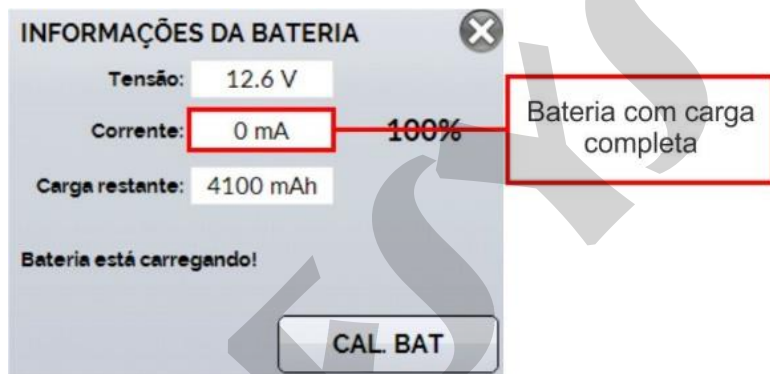 INFORMAÇÕES DA BATERIA
Tensão: 12.6 V
Corrente: 0 mA 100%
Carga restante: 4100 mAh
Bateria está carregando!
CAL. BAT
Bateria com carga
completa